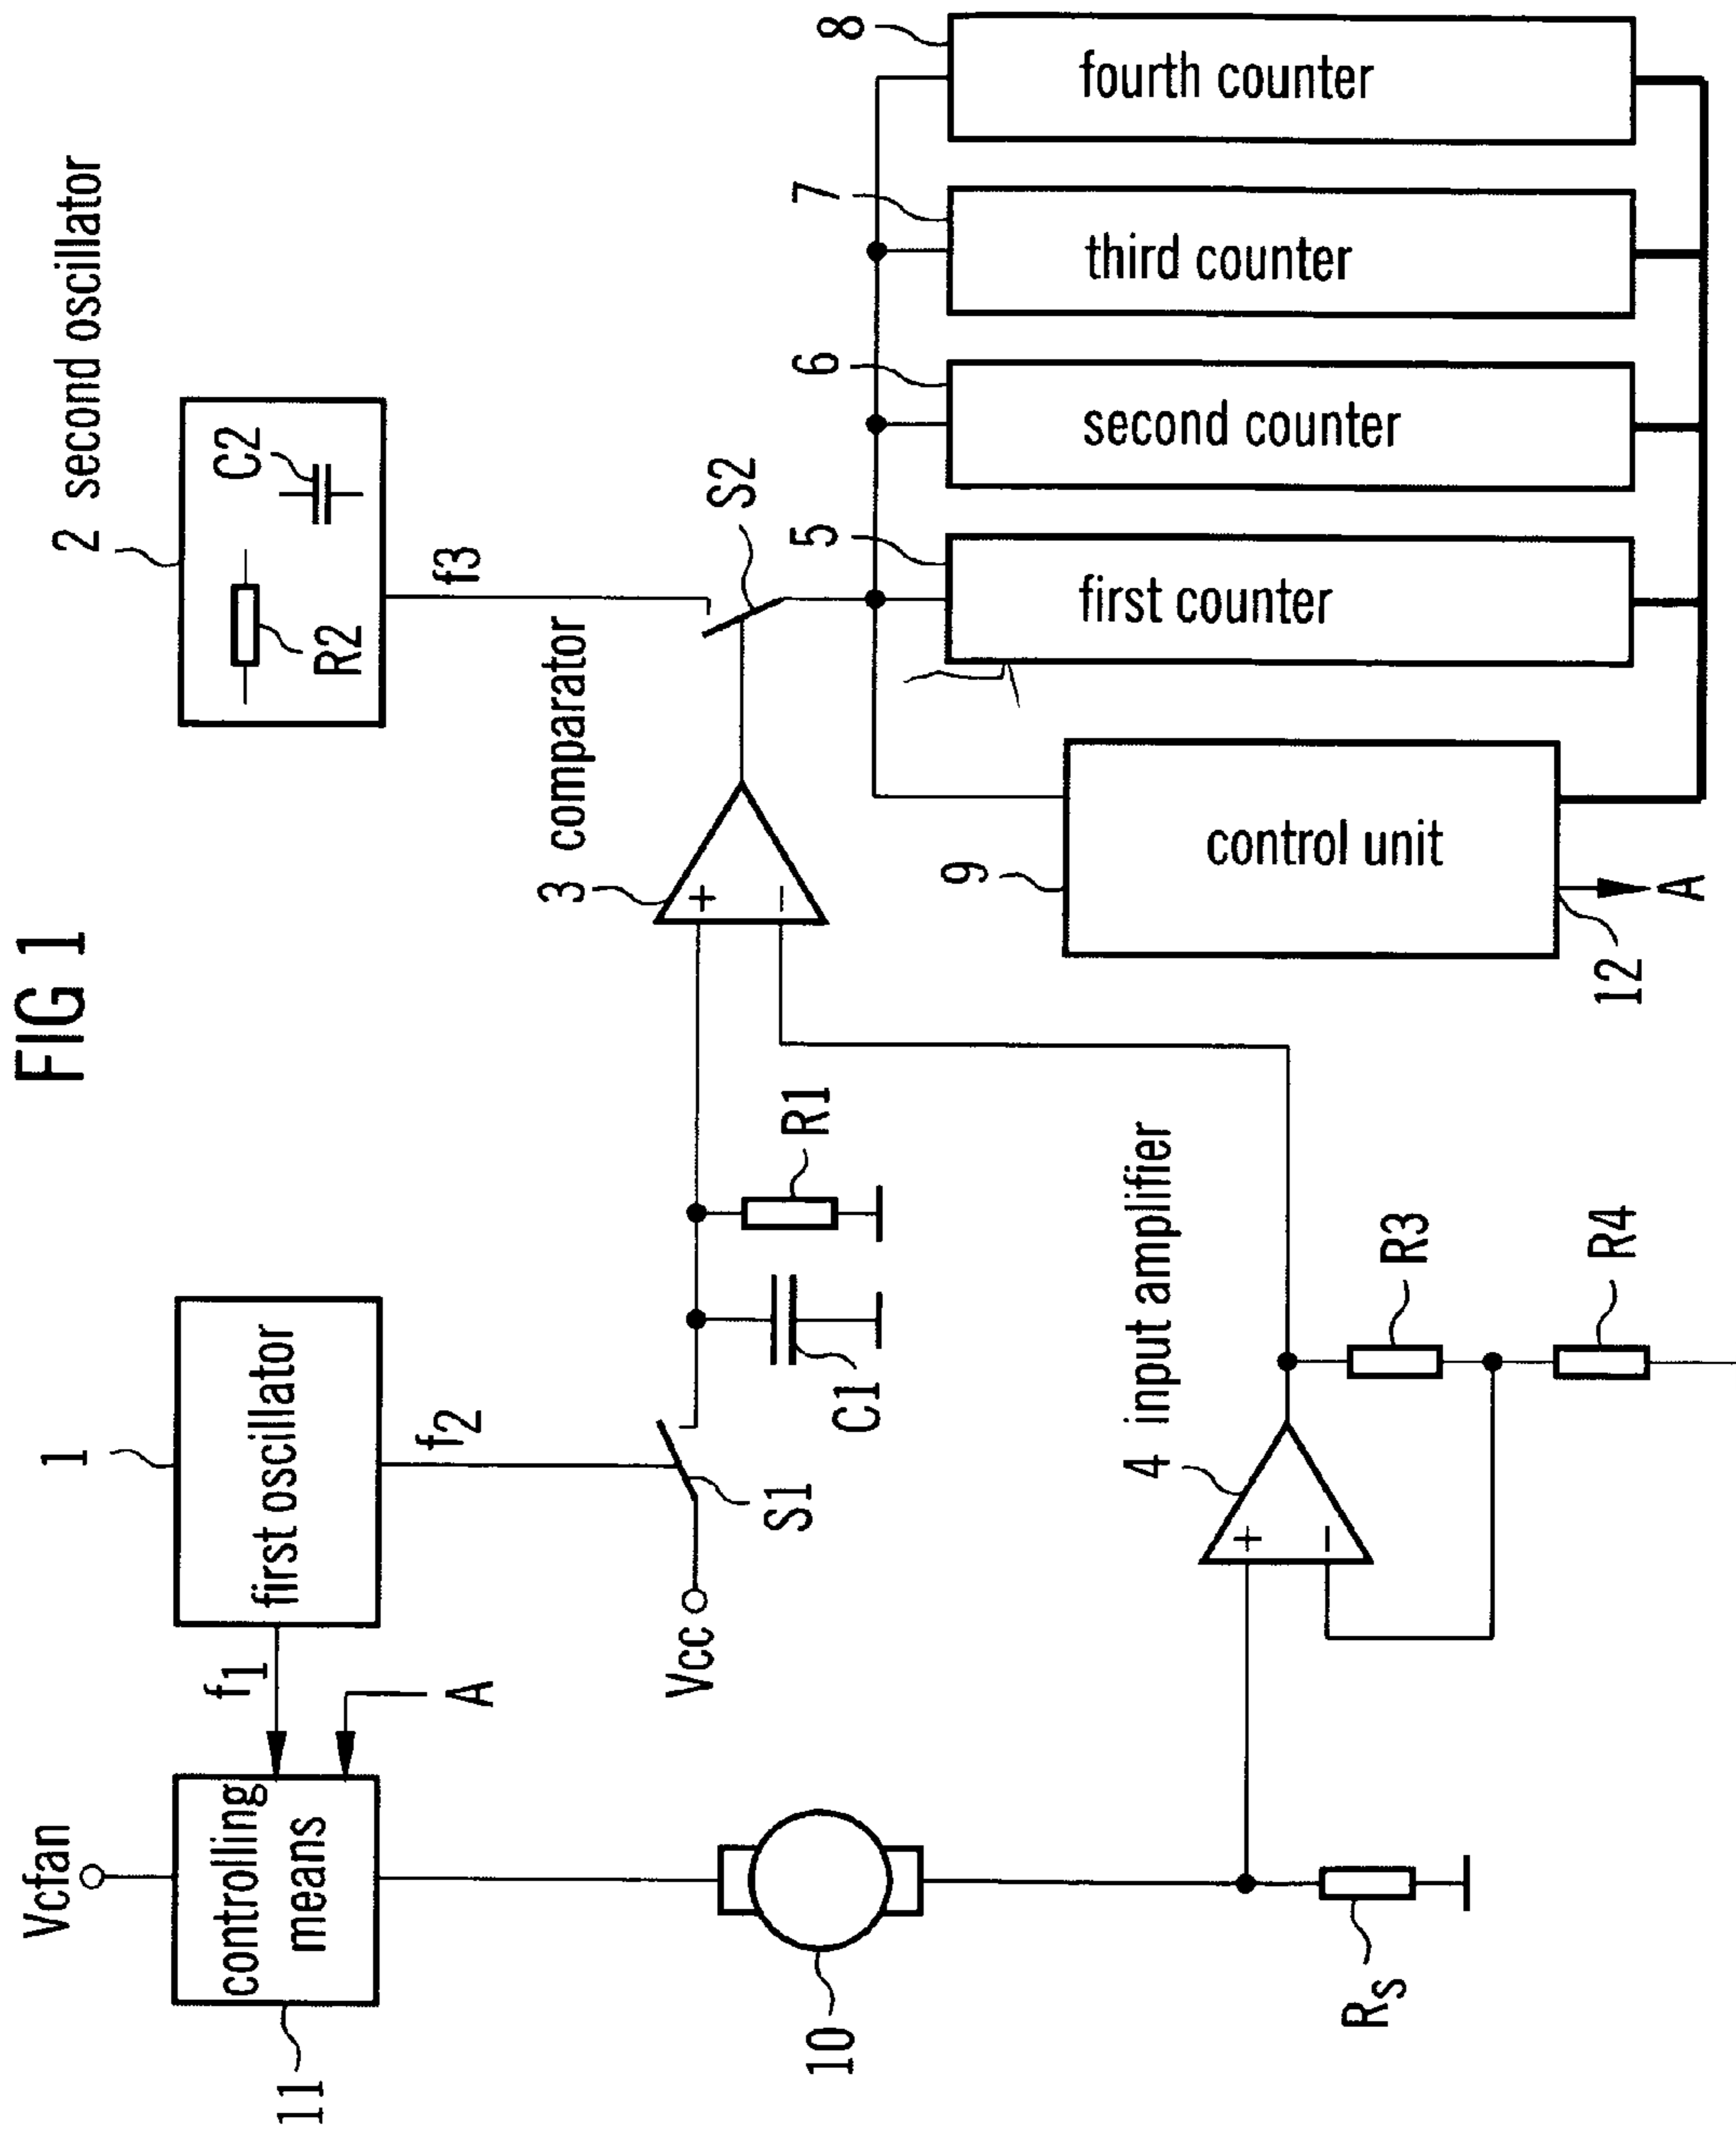 FIG 1
Vcfan
controlling
means
11
f1
A
1
first oscillator
f2
Vcc
S1
C1
R1
3 comparator
2 second oscillator
R2
C2
f3
S2
10
Rs
4 input amplifier
+
−
R3
R4
+
−
9
control unit
12
A
5
first counter
6
second counter
7
third counter
8
fourth counter